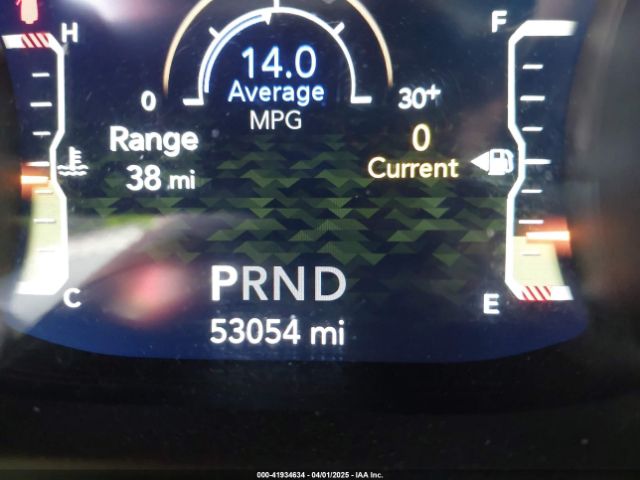 H
F
14.0
Average
MPG
0
30+
Range
38 mi
0
Current
C
E
PRND
53054 mi
000-41934634 - 04/01/2025 - IAA Inc.